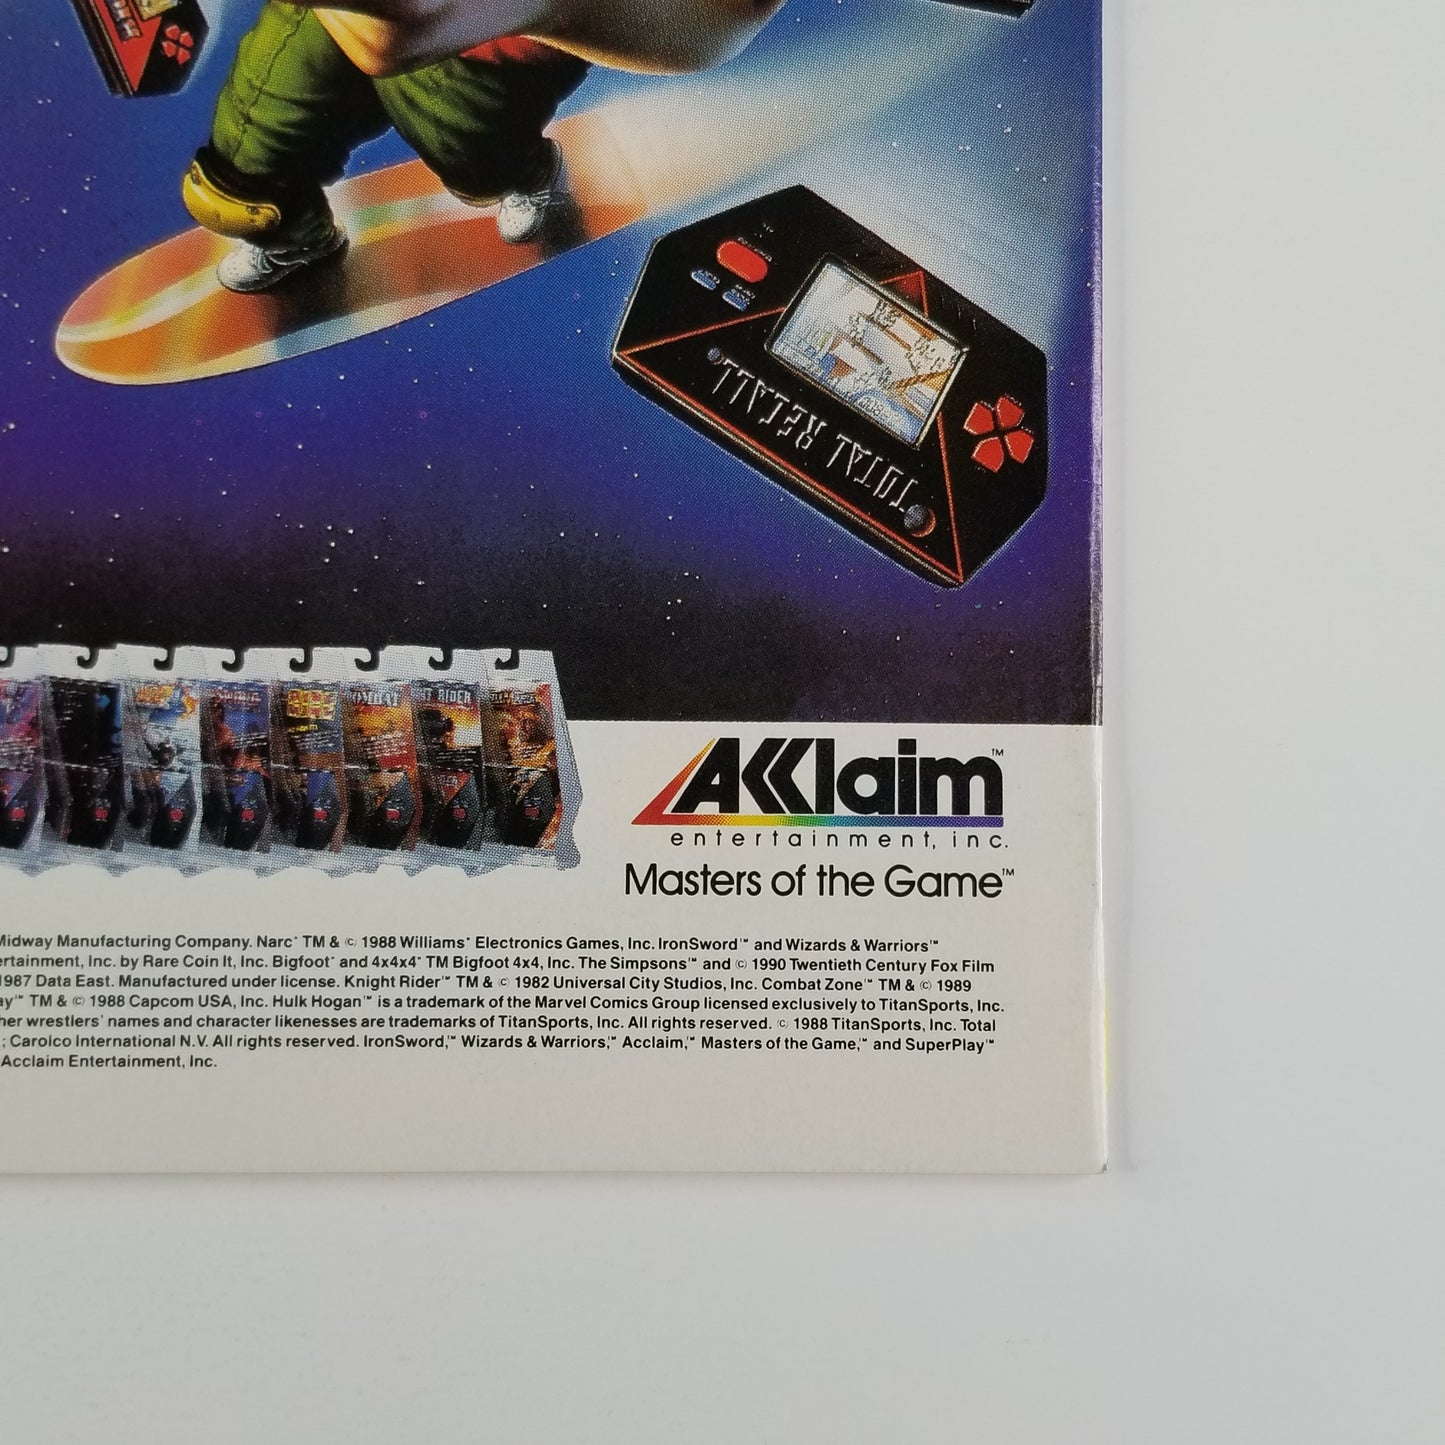 TOTAL RECALL
T RIDER
AKKlaim™
entertainment, inc.
Masters of the Game™
Midway Manufacturing Company. Narc® TM & © 1988 Williams® Electronics Games, Inc. IronSword™ and Wizards & Warriors™
ertainment, Inc. by Rare Coin It, Inc. Bigfoot® and 4x4x4® TM Bigfoot 4x4, Inc. The Simpsons™ and © 1990 Twentieth Century Fox Film
1987 Data East. Manufactured under license. Knight Rider™ TM & © 1982 Universal City Studios, Inc. Combat Zone™ TM & © 1989
ay™ TM & © 1988 Capcom USA, Inc. Hulk Hogan™ is a trademark of the Marvel Comics Group licensed exclusively to TitanSports, Inc.
her wrestlers' names and character likenesses are trademarks of TitanSports, Inc. All rights reserved. © 1988 TitanSports, Inc. Total
; Carolco International N.V. All rights reserved. IronSword,™ Wizards & Warriors,™ Acclaim,™ Masters of the Game,™ and SuperPlay™
Acclaim Entertainment, Inc.